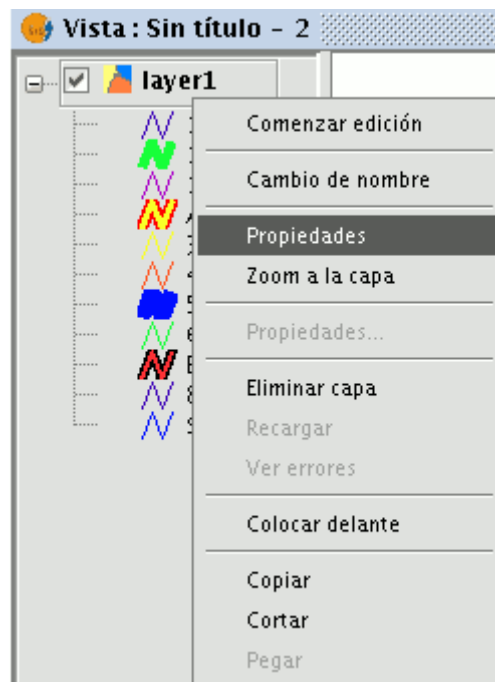 Vista : Sin título - 2
layer1
Comenzar edición
Cambio de nombre
Propiedades
Zoom a la capa
Propiedades...
Eliminar capa
Recargar
Ver errores
Colocar delante
Copiar
Cortar
Pegar